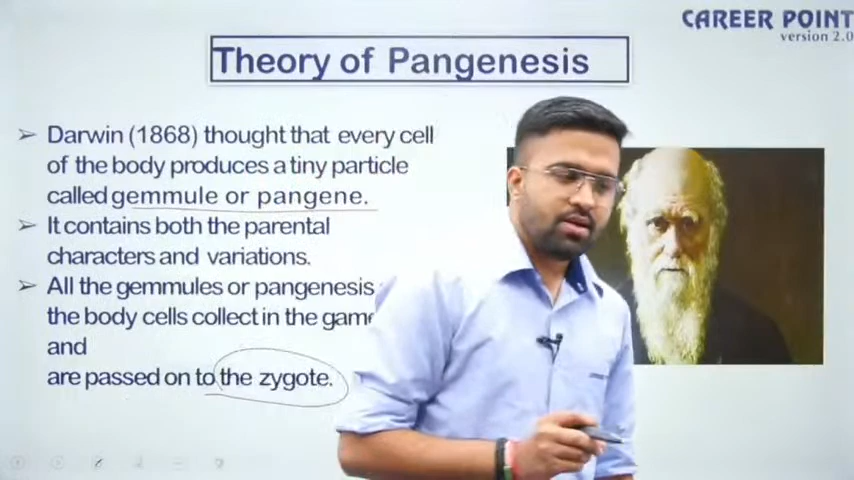 CAREER POINT
version 2.0
Theory of Pangenesis
➢ Darwin (1868) thought that every cell
of the body produces a tiny particle
called gemmule or pangene.
➢ It contains both the parental
characters and variations.
➢ All the gemmules or pangenesis
the body cells collect in the
and
are passed on to the zygote.